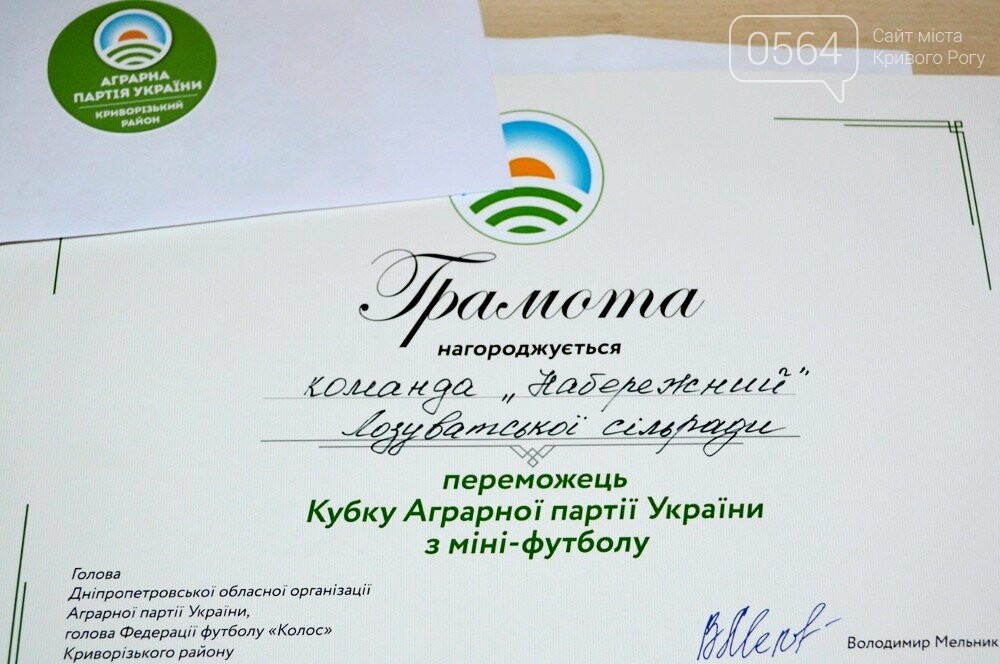 0564
Сайт міста
Кривого Рогу
АГРАРНА
ПАРТІЯ УКРАЇНИ
КРИВОРІЗЬКИЙ
РАЙОН
Грамота
нагороджується
команда „Набережний"
Лозуватської сільради
переможець
Кубку Аграрної партії України
з міні-футболу
Голова
Дніпропетровської обласної організації
Аграрної партії України,
голова Федерації футболу «Колос»
Криворізького району
Володимир Мельник